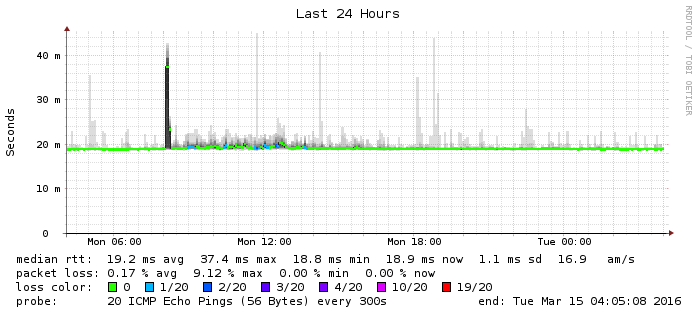 Last 24 Hours
RRDTOOL / TOBI OETIKER
Seconds
40 m
30 m
20 m
10 m
0
Mon 06:00 Mon 12:00 Mon 18:00 Tue 00:00
median rtt: 19.2 ms avg 37.4 ms max 18.8 ms min 18.9 ms now 1.1 ms sd 16.9 am/s
packet loss: 0.17 % avg 9.12 % max 0.00 % min 0.00 % now
loss color: 0 1/20 2/20 3/20 4/20 10/20 19/20
probe: 20 ICMP Echo Pings (56 Bytes) every 300s end: Tue Mar 15 04:05:08 2016